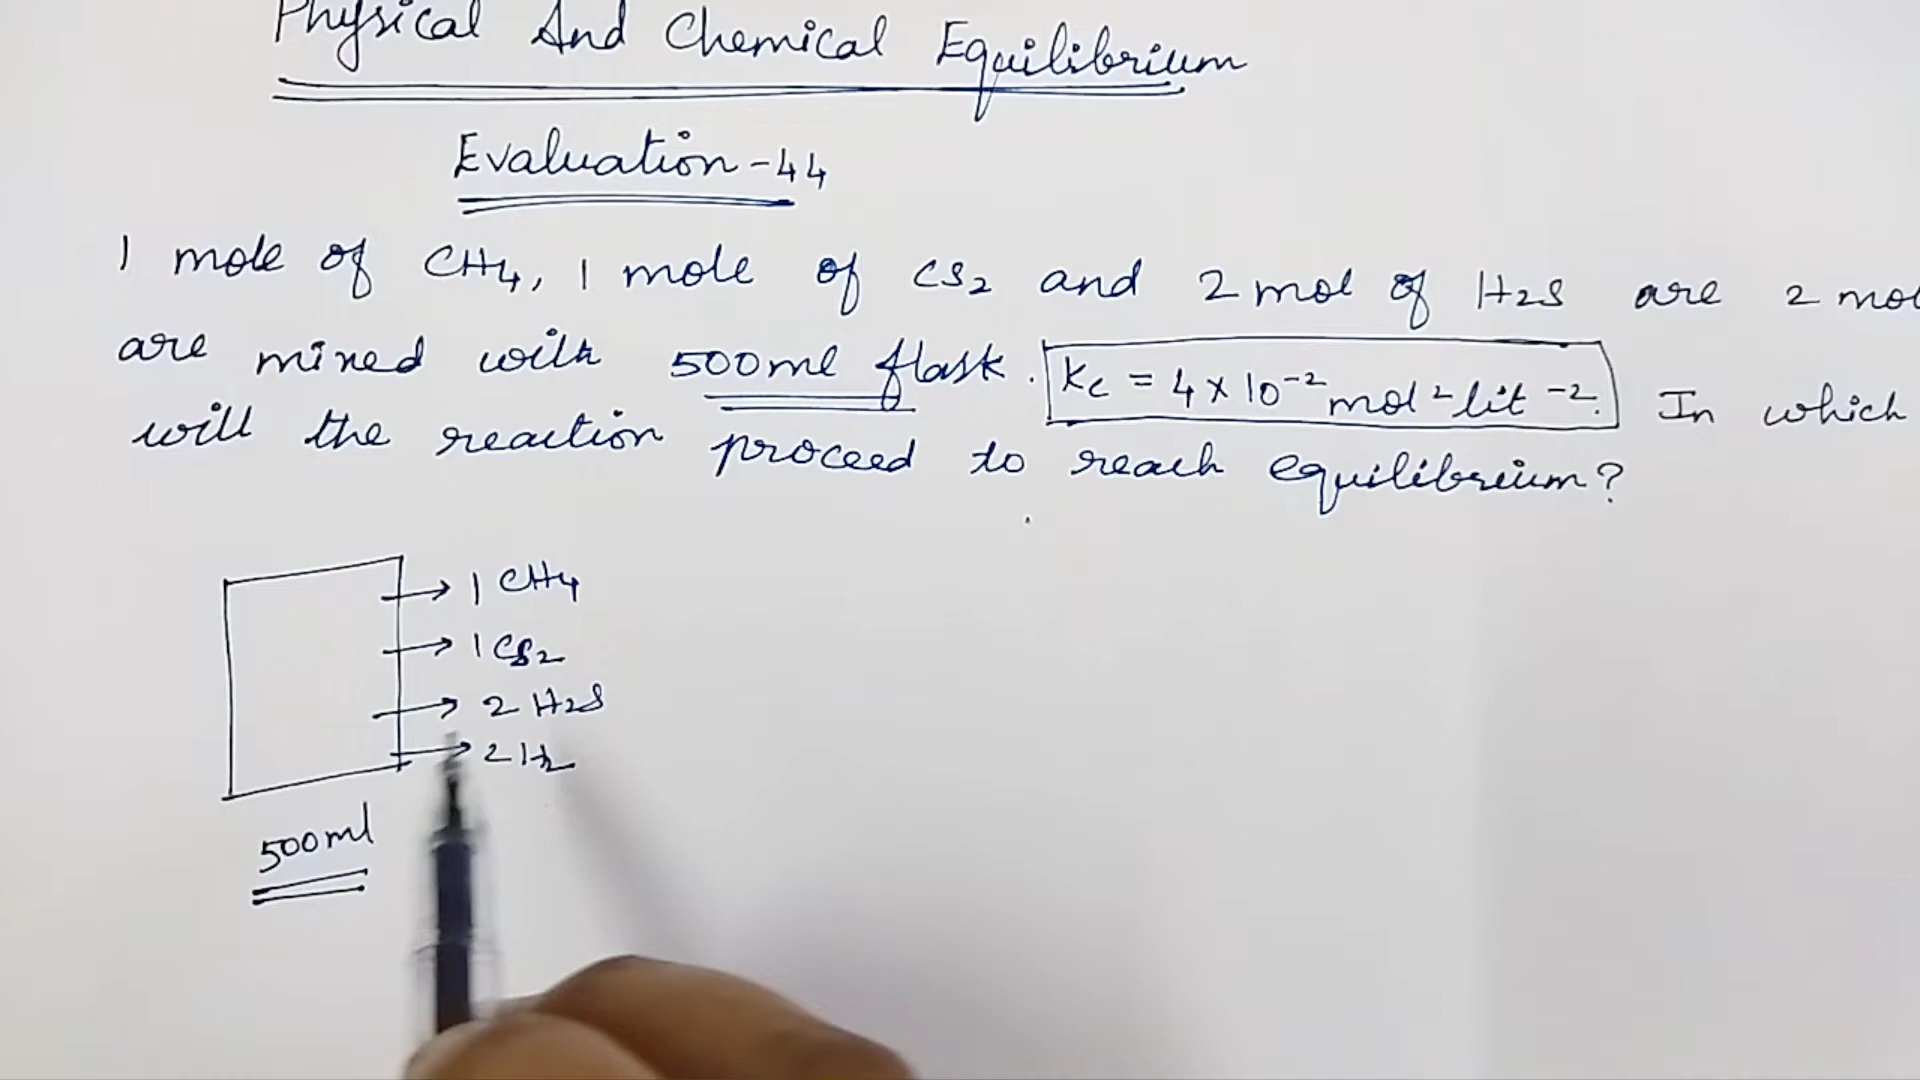 Physical And Chemical Equilibrium
Evaluation-44
1 mole of CH4, 1 mole of CS2 and 2 mol of H2S are 2 mol
are mixed with 500ml flask. Kc = 4 x 10-2 mol 2 lit -2. In which
will the reaction proceed to reach equilibrium?
1 CH4
1 CS2
2 H2S
2 H2
500ml